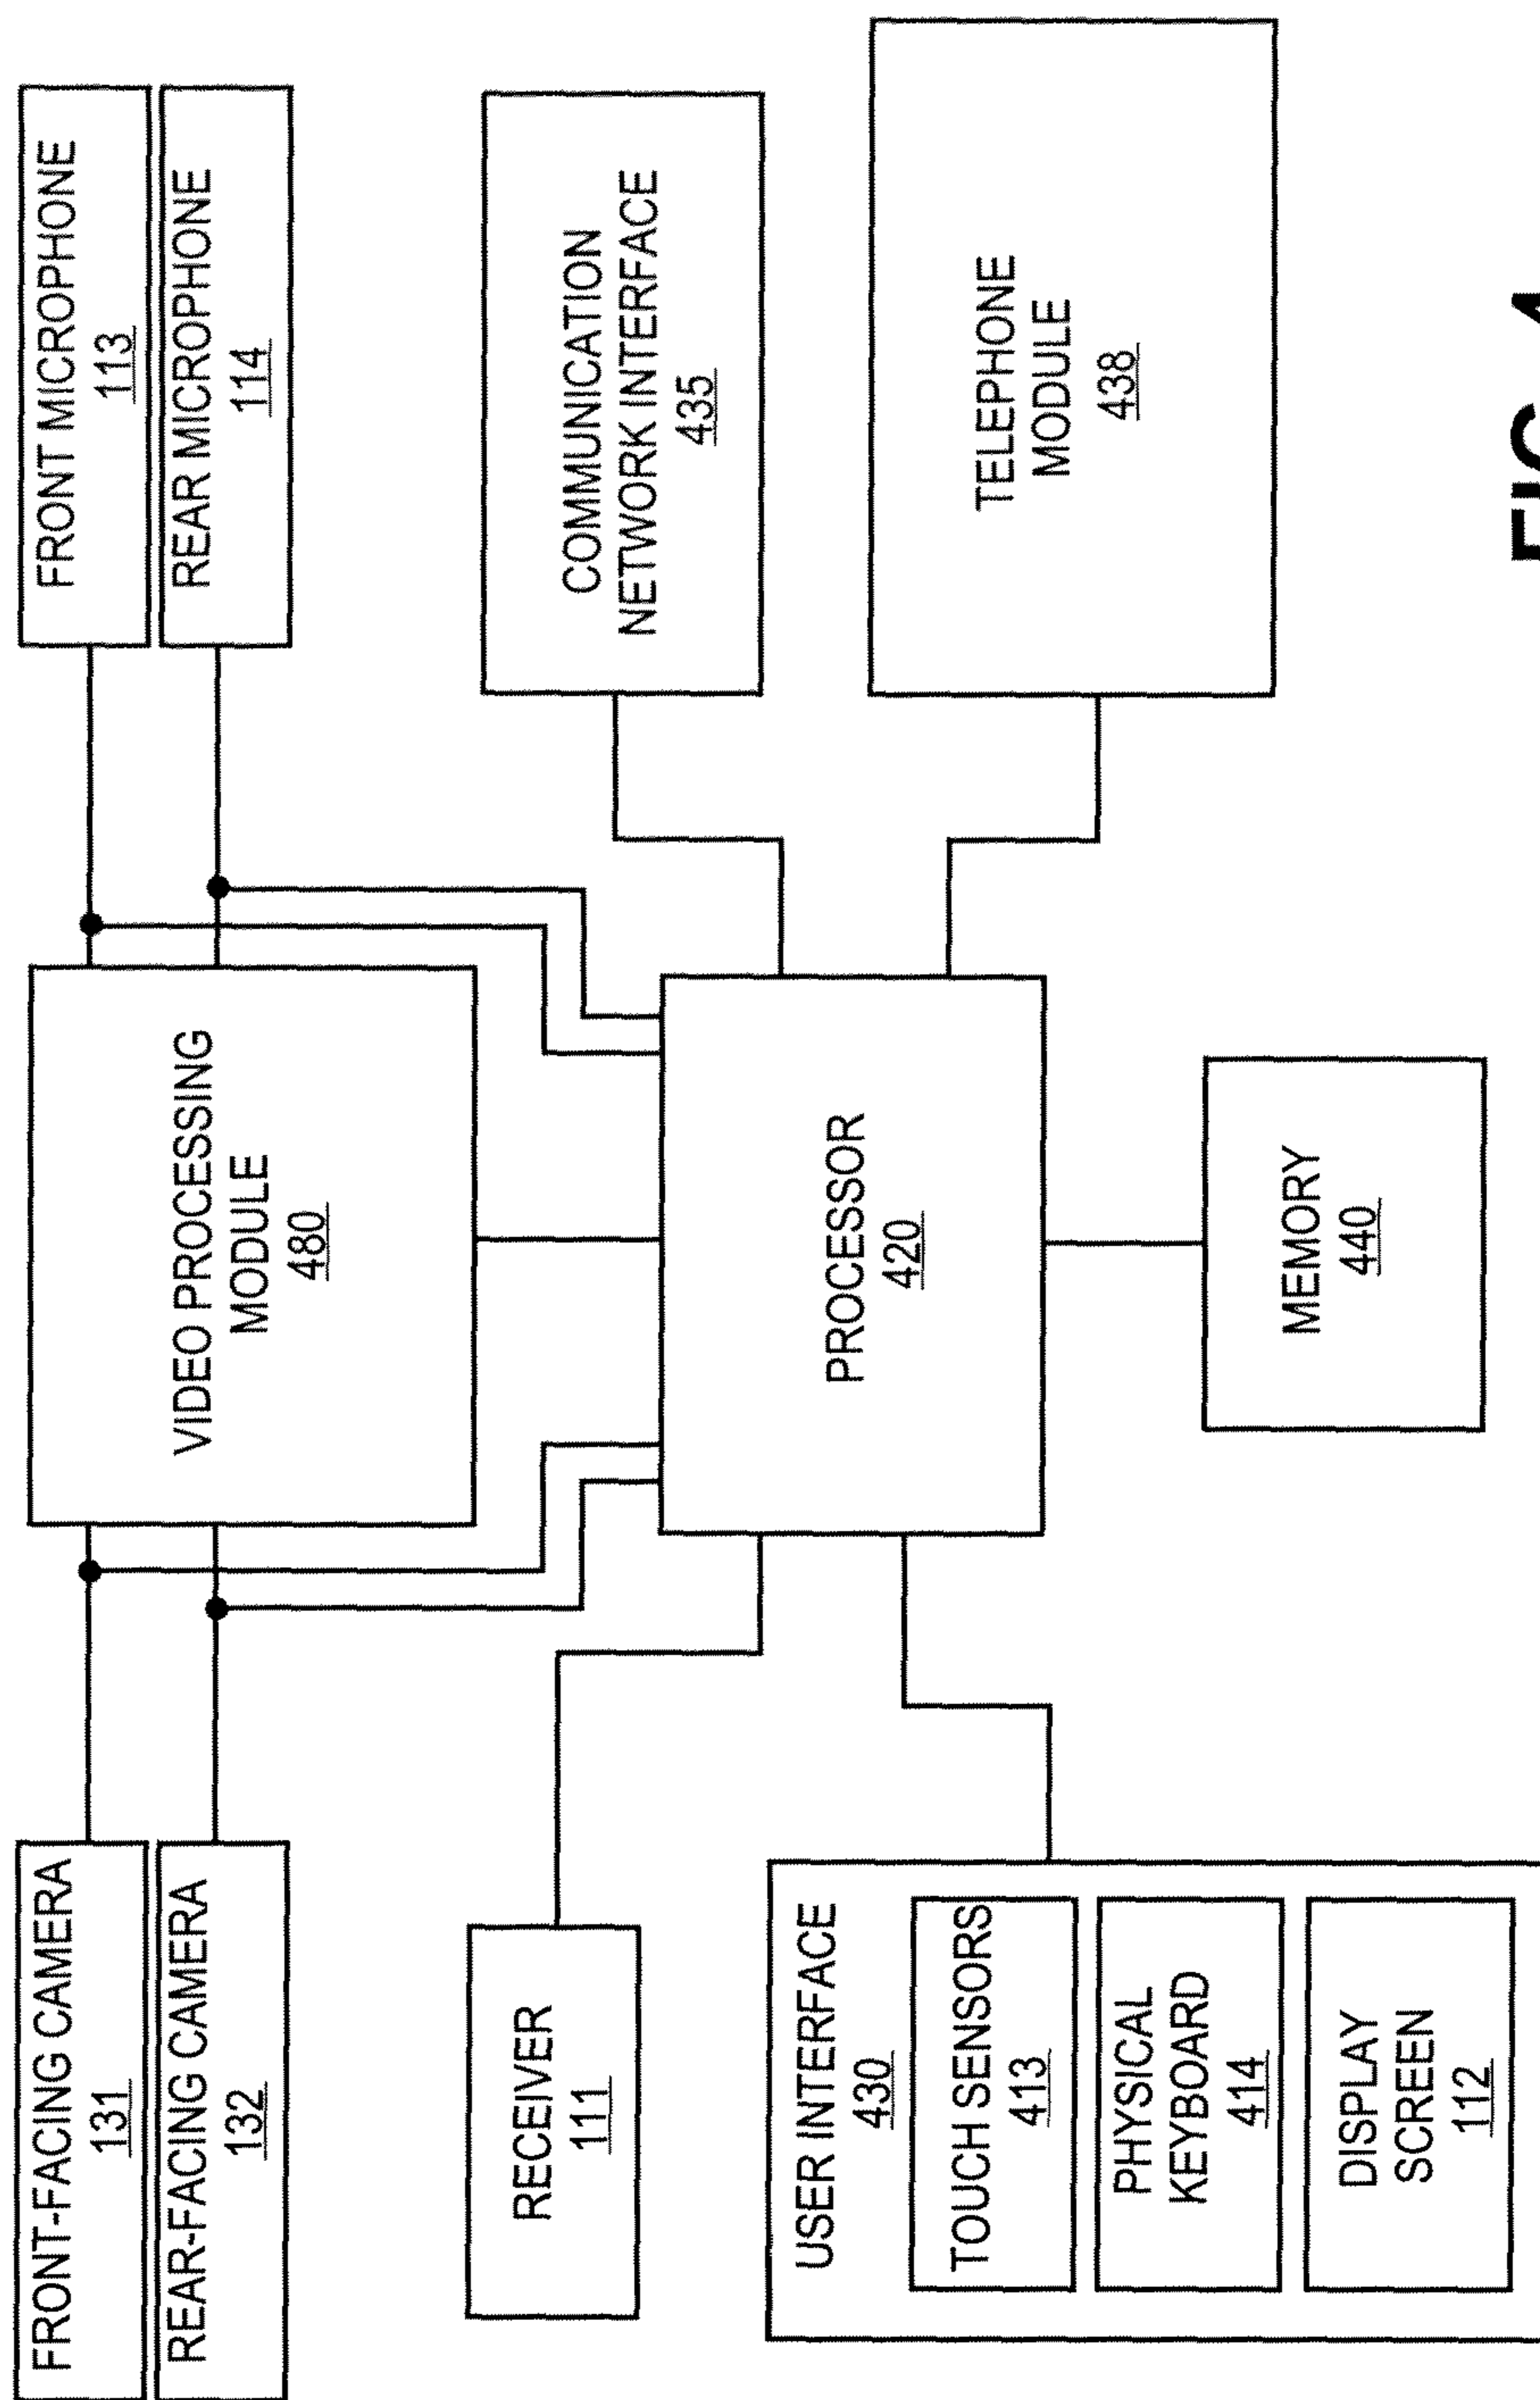 FRONT-FACING CAMERA
131
REAR-FACING CAMERA
132
VIDEO PROCESSING
MODULE
480
FRONT MICROPHONE
113
REAR MICROPHONE
114
RECEIVER
111
PROCESSOR
420
COMMUNICATION
NETWORK INTERFACE
435
USER INTERFACE
430
TOUCH SENSORS
413
PHYSICAL
KEYBOARD
414
DISPLAY
SCREEN
112
MEMORY
440
TELEPHONE
MODULE
438
FIG. 4